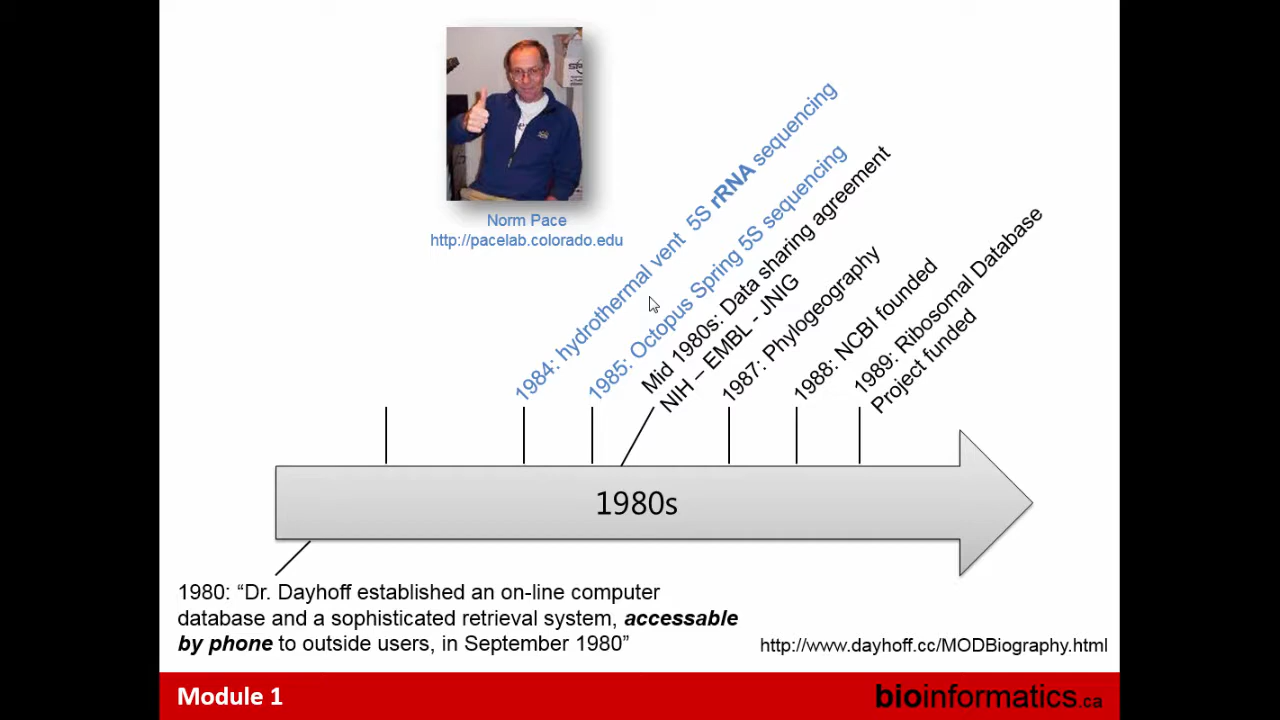 Norm Pace
http://pacelab.colorado.edu
1984: hydrothermal vent 5S rRNA sequencing
1985: Octopus Spring 5S sequencing
Mid 1980s: Data sharing agreement
NIH – EMBL - JNIG
1987: Phylogeography
1988: NCBI founded
1989: Ribosomal Database
Project funded
1980s
1980: “Dr. Dayhoff established an on-line computer
database and a sophisticated retrieval system, accessable
by phone to outside users, in September 1980”
http://www.dayhoff.cc/MODBiography.html
Module 1
bioinformatics.ca